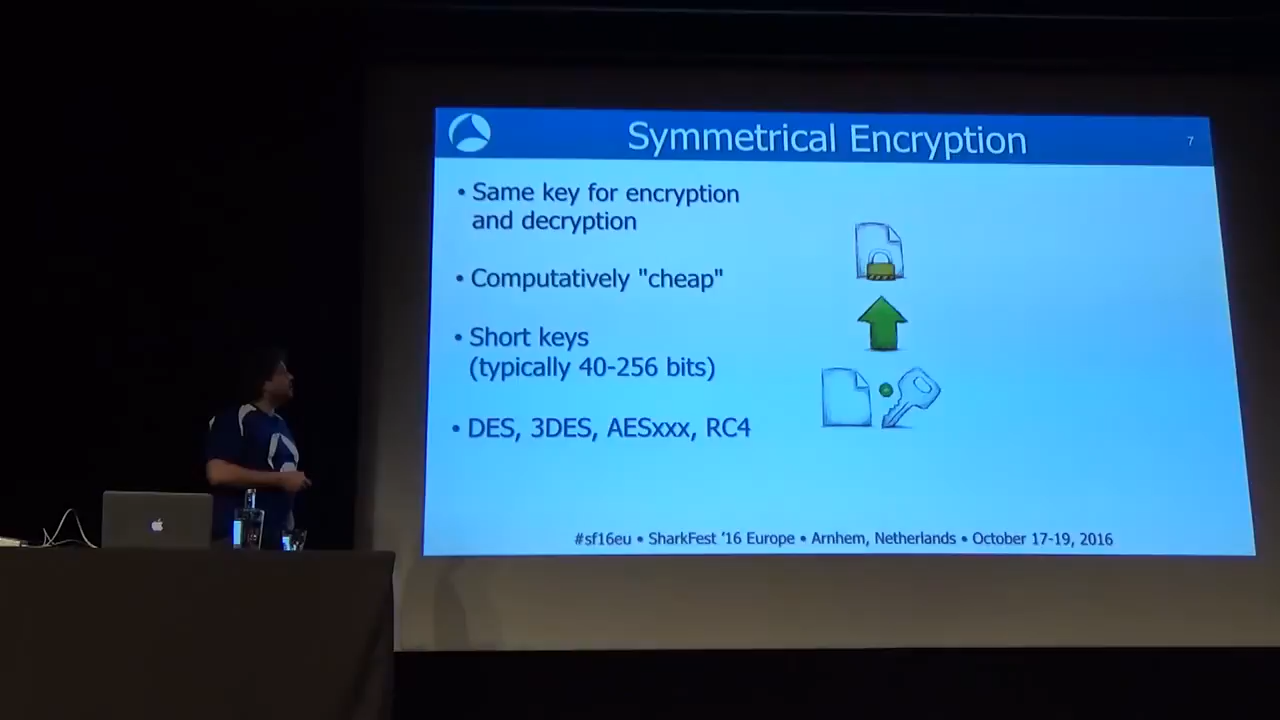 Symmetrical Encryption
7
• Same key for encryption
and decryption
• Computatively "cheap"
• Short keys
(typically 40-256 bits)
• DES, 3DES, AESxxx, RC4
#sf16eu • SharkFest '16 Europe • Arnhem, Netherlands • October 17-19, 2016